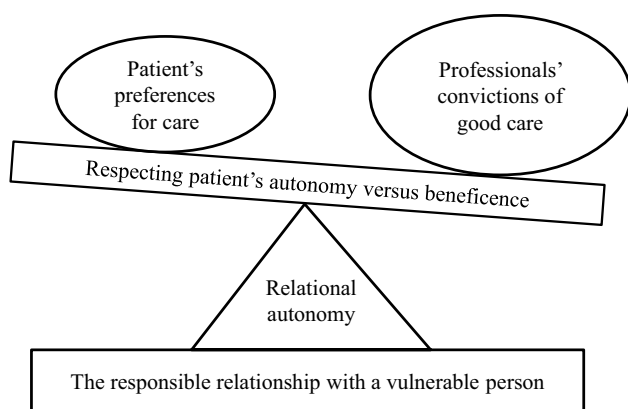 Patient’s
preferences
for care
Professionals’
convictions of
good care
Respecting patient’s autonomy versus beneficence
Relational
autonomy
The responsible relationship with a vulnerable person